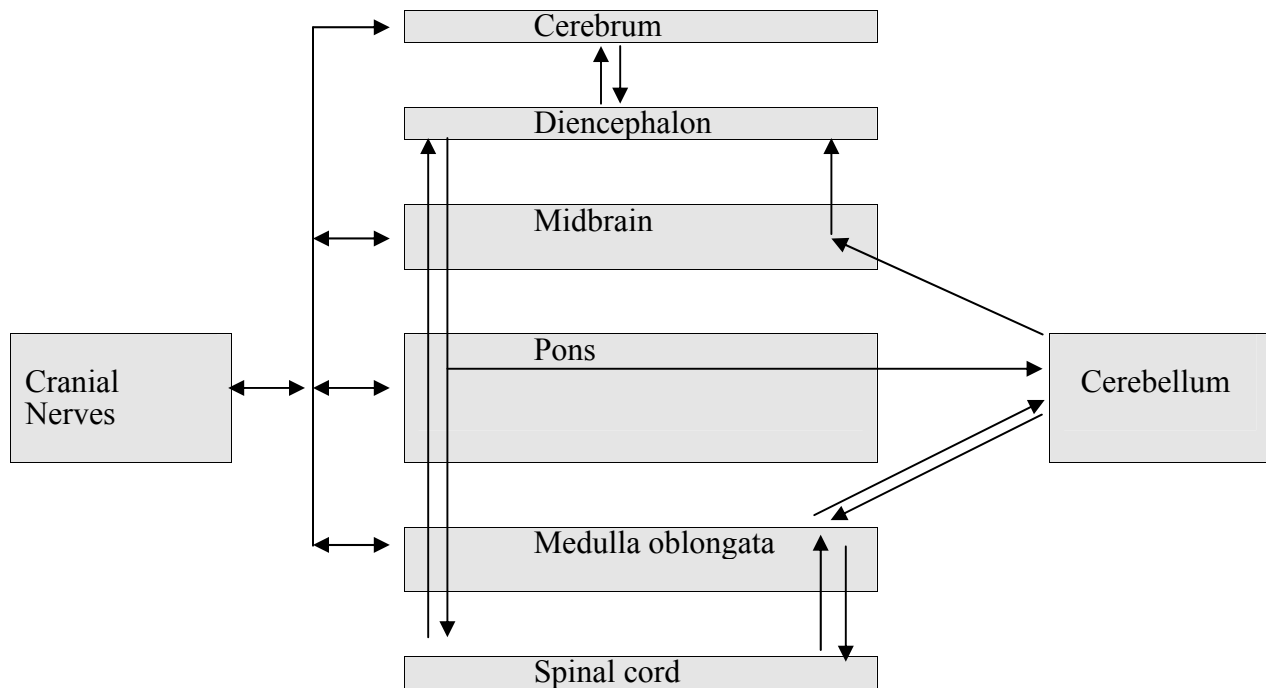 Cerebrum
Diencephalon
Midbrain
Pons
Cranial
Nerves
Cerebellum
Medulla oblongata
Spinal cord